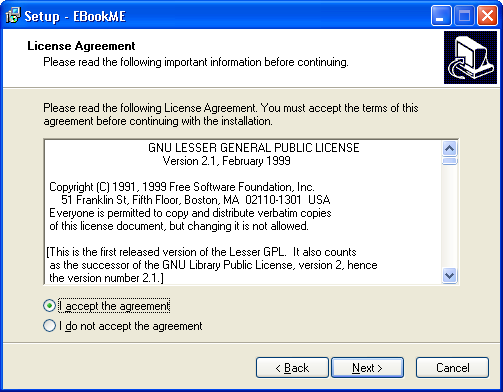 Setup - EBookME
License Agreement
Please read the following important information before continuing.
Please read the following License Agreement. You must accept the terms of this
agreement before continuing with the installation.
GNU LESSER GENERAL PUBLIC LICENSE
Version 2.1, February 1999
Copyright (C) 1991, 1999 Free Software Foundation, Inc.
51 Franklin St, Fifth Floor, Boston, MA  02110-1301  USA
Everyone is permitted to copy and distribute verbatim copies
of this license document, but changing it is not allowed.
[This is the first released version of the Lesser GPL.  It also counts
as the successor of the GNU Library Public License, version 2, hence
the version number 2.1.]
I accept the agreement
I do not accept the agreement
< Back
Next >
Cancel